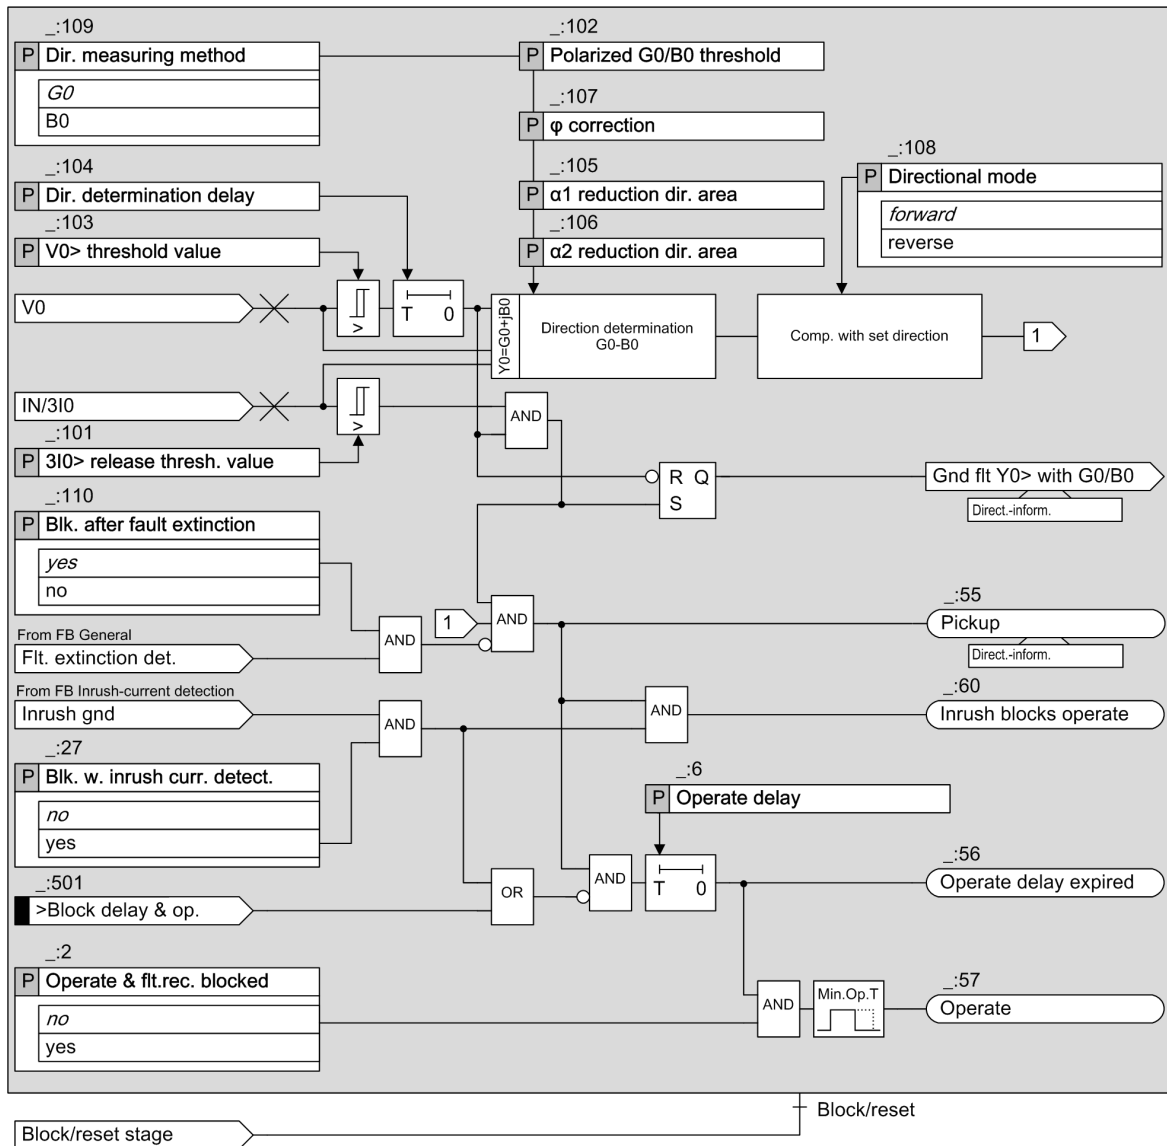 _:109
P Dir. measuring method
G0
B0
_:102
P Polarized G0/B0 threshold
_:107
P φ correction
_:104
P Dir. determination delay
_:105
P α1 reduction dir. area
_:108
P Directional mode
forward
reverse
_:103
P V0> threshold value
_:106
P α2 reduction dir. area
V0
>
T 0
Y0=G0+jB0
Direction determination
G0-B0
Comp. with set direction
1
IN/3I0
>
AND
_:101
P 3I0> release thresh. value
R Q
S
Gnd flt Y0> with G0/B0
Direct.-inform.
_:110
P Blk. after fault extinction
yes
no
From FB General
Flt. extinction det.
AND
1
AND
_:55
Pickup
Direct.-inform.
From FB Inrush-current detection
Inrush gnd
AND
AND
_:60
Inrush blocks operate
_:27
P Blk. w. inrush curr. detect.
no
yes
_:6
P Operate delay
_:501
>Block delay & op.
OR
AND
T 0
_:56
Operate delay expired
_:2
P Operate & flt.rec. blocked
no
yes
AND
Min.Op.T
_:57
Operate
Block/reset
Block/reset stage